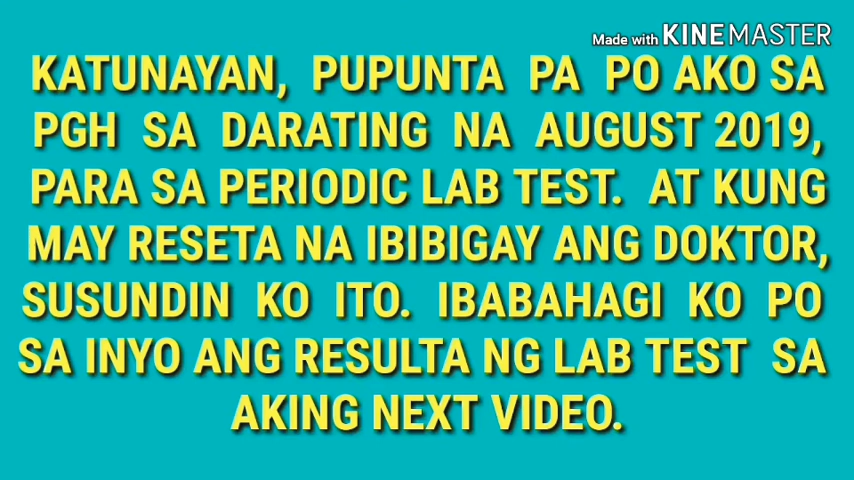 Made with KINEMASTER
KATUNAYAN, PUPUNTA PA PO AKO SA
PGH SA DARATING NA AUGUST 2019,
PARA SA PERIODIC LAB TEST. AT KUNG
MAY RESETA NA IBIBIGAY ANG DOKTOR,
SUSUNDIN KO ITO. IBABAHAGI KO PO
SA INYO ANG RESULTA NG LAB TEST SA
AKING NEXT VIDEO.